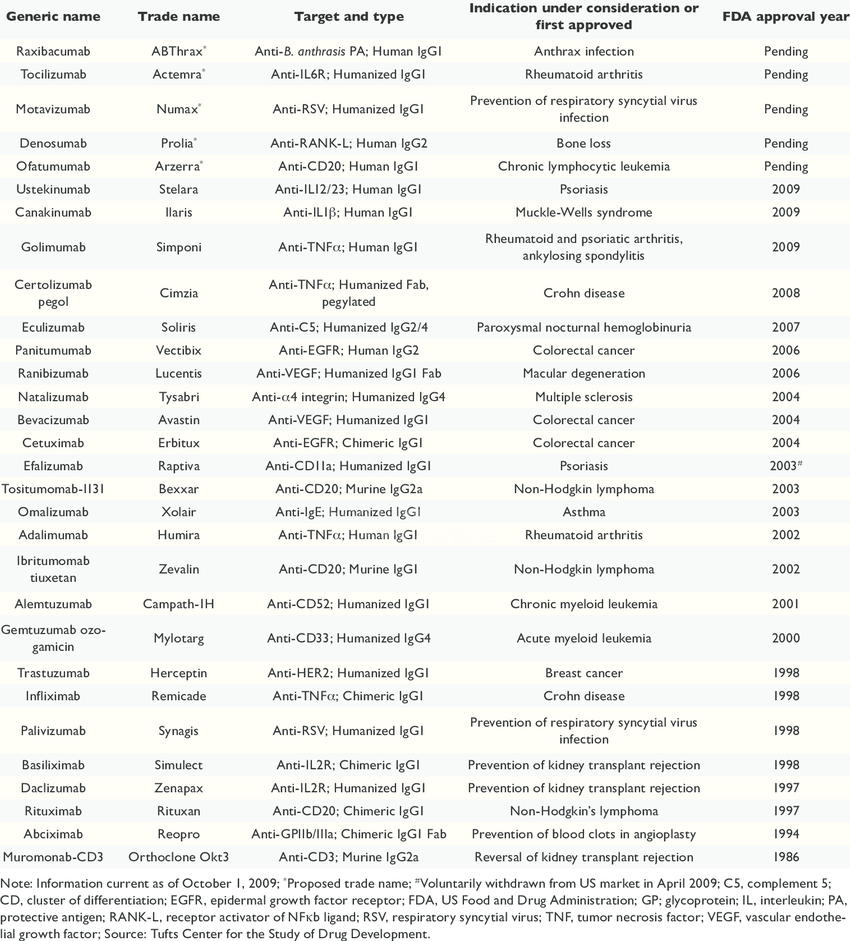 Generic name Trade name Target and type Indication under consideration or FDA approval year
first approved
Raxibacumab ABThrax* Anti-B. anthrasis PA; Human IgG1 Anthrax infection Pending
Tocilizumab Actemra* Anti-IL6R; Humanized IgG1 Rheumatoid arthritis Pending
Motavizumab Numax* Anti-RSV; Humanized IgG1 Prevention of respiratory syncytial virus Pending
infection
Denosumab Prolia* Anti-RANK-L; Human IgG2 Bone loss Pending
Ofatumumab Arzerra* Anti-CD20; Human IgG1 Chronic lymphocytic leukemia Pending
Ustekinumab Stelara Anti-IL12/23; Human IgG1 Psoriasis 2009
Canakinumab Ilaris Anti-IL1β; Human IgG1 Muckle-Wells syndrome 2009
Golimumab Simponi Anti-TNFα; Human IgG1 Rheumatoid and psoriatic arthritis, 2009
ankylosing spondylitis
Certolizumab Cimzia Anti-TNFα; Humanized Fab, Crohn disease 2008
pegol pegylated
Eculizumab Soliris Anti-C5; Humanized IgG2/4 Paroxysmal nocturnal hemoglobinuria 2007
Panitumumab Vectibix Anti-EGFR; Human IgG2 Colorectal cancer 2006
Ranibizumab Lucentis Anti-VEGF; Humanized IgG1 Fab Macular degeneration 2006
Natalizumab Tysabri Anti-α4 integrin; Humanized IgG4 Multiple sclerosis 2004
Bevacizumab Avastin Anti-VEGF; Humanized IgG1 Colorectal cancer 2004
Cetuximab Erbitux Anti-EGFR; Chimeric IgG1 Colorectal cancer 2004
Efalizumab Raptiva Anti-CD11a; Humanized IgG1 Psoriasis 2003#
Tositumomab-I131 Bexxar Anti-CD20; Murine IgG2a Non-Hodgkin lymphoma 2003
Omalizumab Xolair Anti-IgE; Humanized IgG1 Asthma 2003
Adalimumab Humira Anti-TNFα; Human IgG1 Rheumatoid arthritis 2002
Ibritumomab Zevalin Anti-CD20; Murine IgG1 Non-Hodgkin lymphoma 2002
tiuxetan
Alemtuzumab Campath-1H Anti-CD52; Humanized IgG1 Chronic myeloid leukemia 2001
Gemtuzumab ozo- Mylotarg Anti-CD33; Humanized IgG4 Acute myeloid leukemia 2000
gamicin
Trastuzumab Herceptin Anti-HER2; Humanized IgG1 Breast cancer 1998
Infliximab Remicade Anti-TNFα; Chimeric IgG1 Crohn disease 1998
Palivizumab Synagis Anti-RSV; Humanized IgG1 Prevention of respiratory syncytial virus 1998
infection
Basiliximab Simulect Anti-IL2R; Chimeric IgG1 Prevention of kidney transplant rejection 1998
Daclizumab Zenapax Anti-IL2R; Humanized IgG1 Prevention of kidney transplant rejection 1997
Rituximab Rituxan Anti-CD20; Chimeric IgG1 Non-Hodgkin's lymphoma 1997
Abciximab Reopro Anti-GPIIb/IIIa; Chimeric IgG1 Fab Prevention of blood clots in angioplasty 1994
Muromonab-CD3 Orthoclone Okt3 Anti-CD3; Murine IgG2a Reversal of kidney transplant rejection 1986
Note: Information current as of October 1, 2009; *Proposed trade name; #Voluntarily withdrawn from US market in April 2009; C5, complement 5;
CD, cluster of differentiation; EGFR, epidermal growth factor receptor; FDA, US Food and Drug Administration; GP; glycoprotein; IL, interleukin; PA,
protective antigen; RANK-L, receptor activator of NFκb ligand; RSV, respiratory syncytial virus; TNF, tumor necrosis factor; VEGF, vascular endothe-
lial growth factor; Source: Tufts Center for the Study of Drug Development.